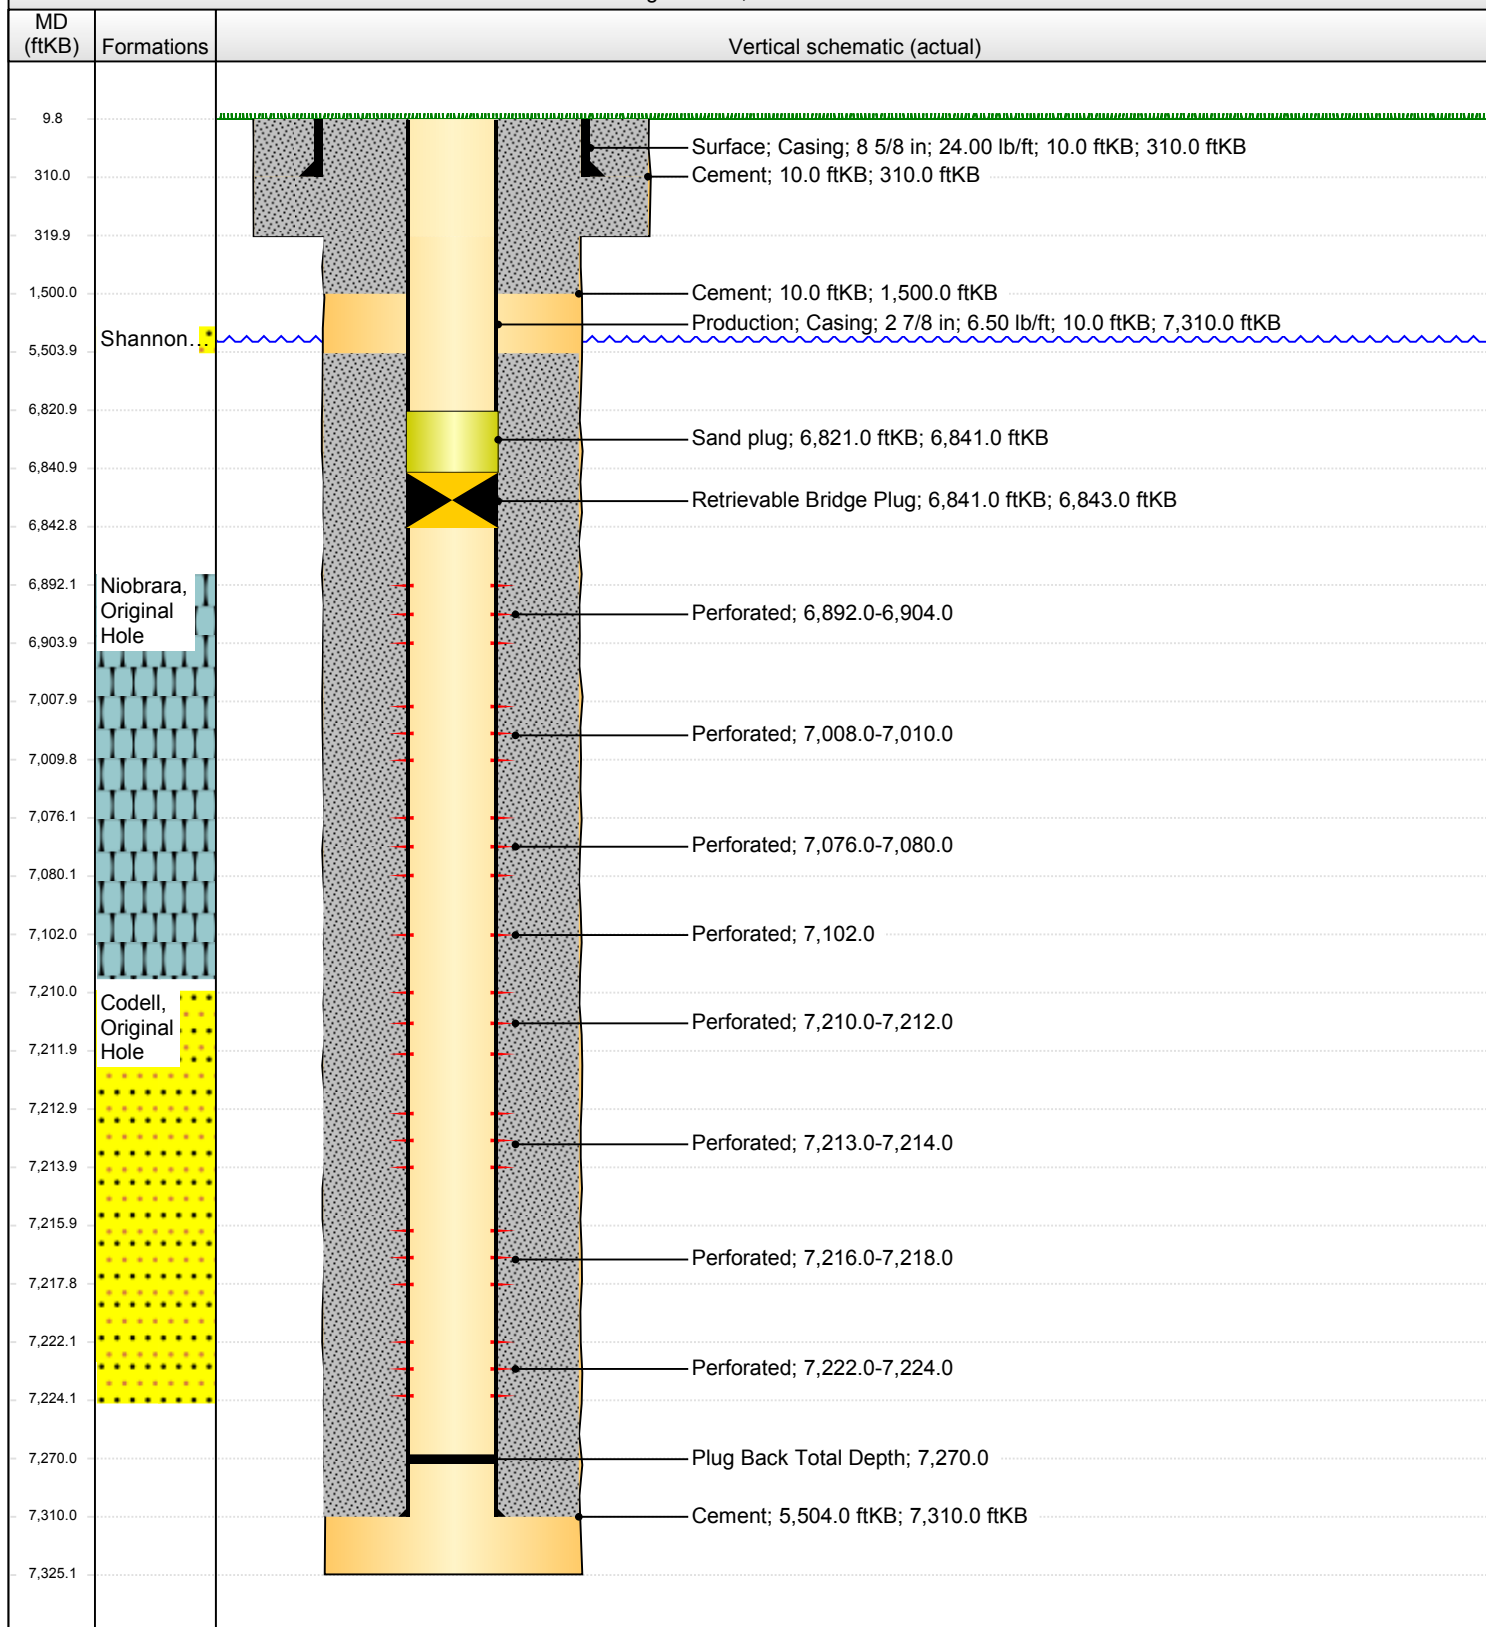 MD
(ftKB)
Formations
Vertical schematic (actual)
9.8
Surface; Casing; 8 5/8 in; 24.00 lb/ft; 10.0 ftKB; 310.0 ftKB
310.0
Cement; 10.0 ftKB; 310.0 ftKB
319.9
1,500.0
Cement; 10.0 ftKB; 1,500.0 ftKB
Production; Casing; 2 7/8 in; 6.50 lb/ft; 10.0 ftKB; 7,310.0 ftKB
Shannon...
5,503.9
6,820.9
Sand plug; 6,821.0 ftKB; 6,841.0 ftKB
6,840.9
Retrievable Bridge Plug; 6,841.0 ftKB; 6,843.0 ftKB
6,842.8
6,892.1
Niobrara,
Original
Hole
Perforated; 6,892.0-6,904.0
6,903.9
7,007.9
Perforated; 7,008.0-7,010.0
7,009.8
7,076.1
Perforated; 7,076.0-7,080.0
7,080.1
7,102.0
Perforated; 7,102.0
7,210.0
Codell,
Original
Hole
Perforated; 7,210.0-7,212.0
7,211.9
7,212.9
Perforated; 7,213.0-7,214.0
7,213.9
7,215.9
Perforated; 7,216.0-7,218.0
7,217.8
7,222.1
Perforated; 7,222.0-7,224.0
7,224.1
7,270.0
Plug Back Total Depth; 7,270.0
7,310.0
Cement; 5,504.0 ftKB; 7,310.0 ftKB
7,325.1